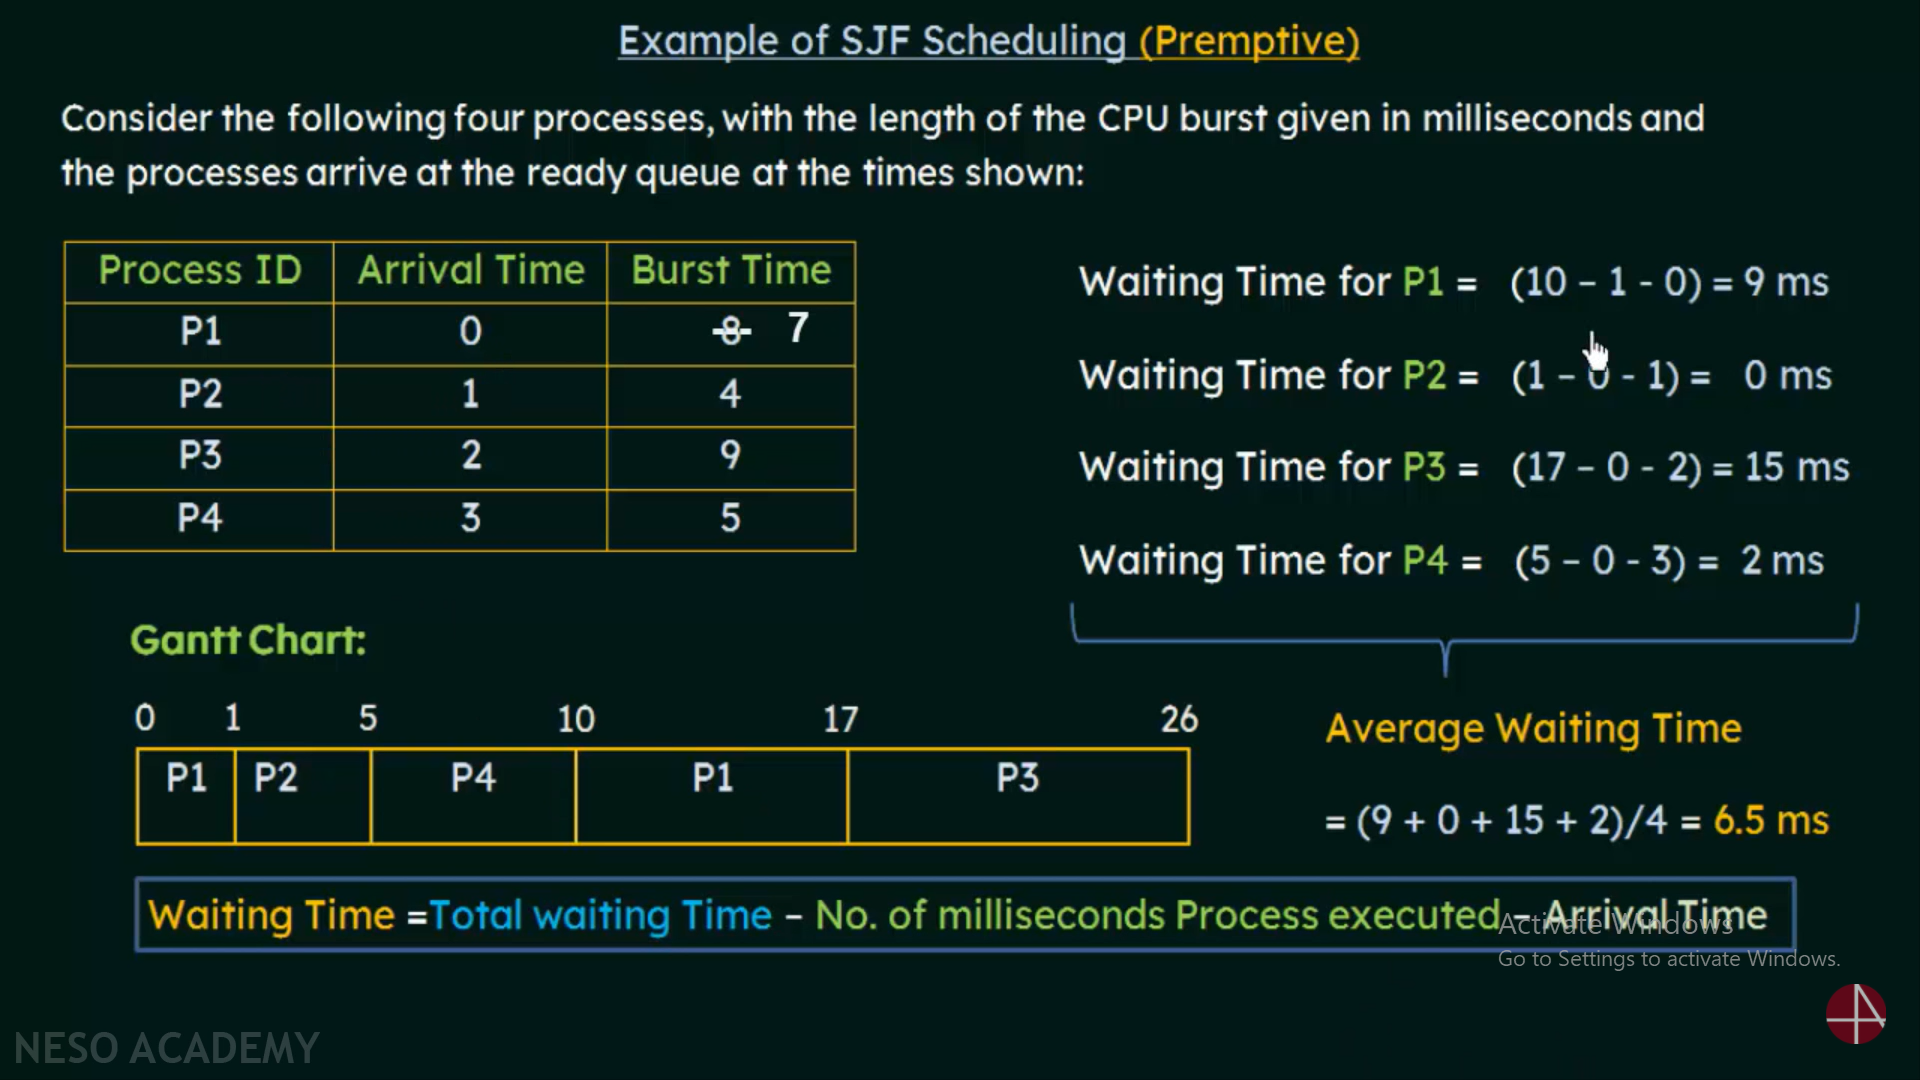 Example of SJF Scheduling (Premptive)
Consider the following four processes, with the length of the CPU burst given in milliseconds and
the processes arrive at the ready queue at the times shown:
Process ID Arrival Time Burst Time
P1 0 8 7
P2 1 4
P3 2 9
P4 3 5
Waiting Time for P1 = (10 – 1 - 0) = 9 ms
Waiting Time for P2 = (1 – 0 - 1) = 0 ms
Waiting Time for P3 = (17 – 0 - 2) = 15 ms
Waiting Time for P4 = (5 – 0 - 3) = 2 ms
Gantt Chart:
0 1 5 10 17 26
P1 P2 P4 P1 P3
Average Waiting Time
= (9 + 0 + 15 + 2)/4 = 6.5 ms
Waiting Time =Total waiting Time – No. of milliseconds Process executed – Arrival Time
Activate Windows
Go to Settings to activate Windows.
NESO ACADEMY